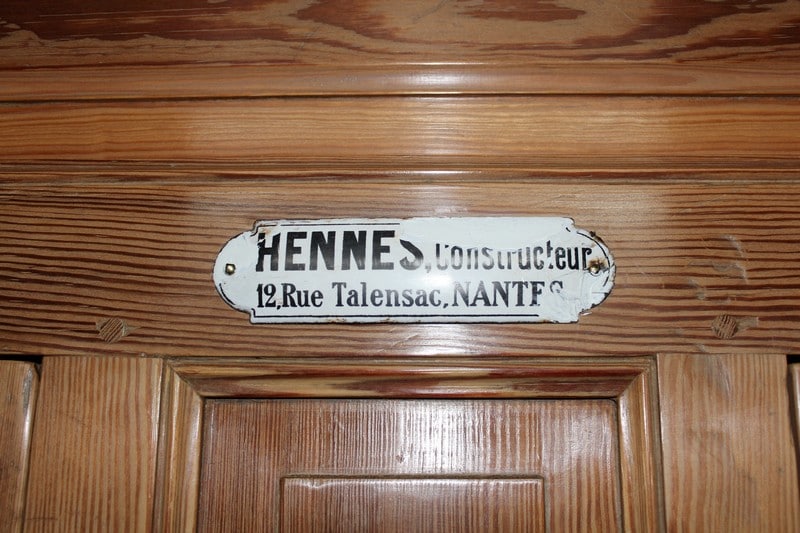 HENNES, Constructeur
12, Rue Talensac, NANTES